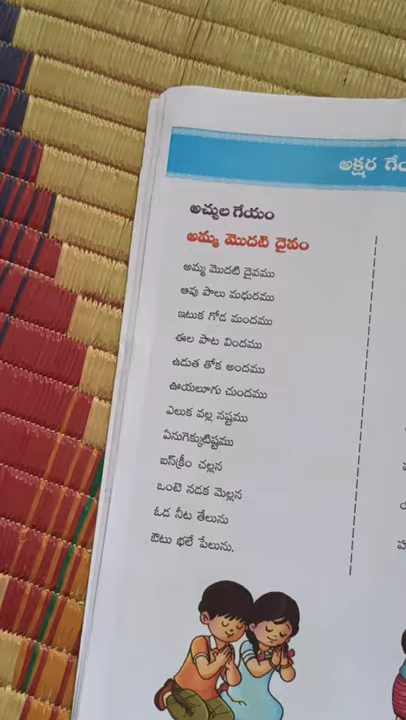 అక్షర
అచ్చుల గేయం
అమ్మ మొదటి దైవం
అమ్మ మొదటి దైవము
ఆవు పాలు మధురము
ఇటుక గోడ మందము
ఈల పాట విందము
ఉడుత తోక అందము
ఊయలూగు చుందము
ఎలుక వల్ల నష్టము
ఏనుగెక్కుటిష్టము
ఐస్‌క్రీం చల్లన
ఒంటె నడక మెల్లన
ఓడ నీట తేలును
ఔటు భలే పేలును.